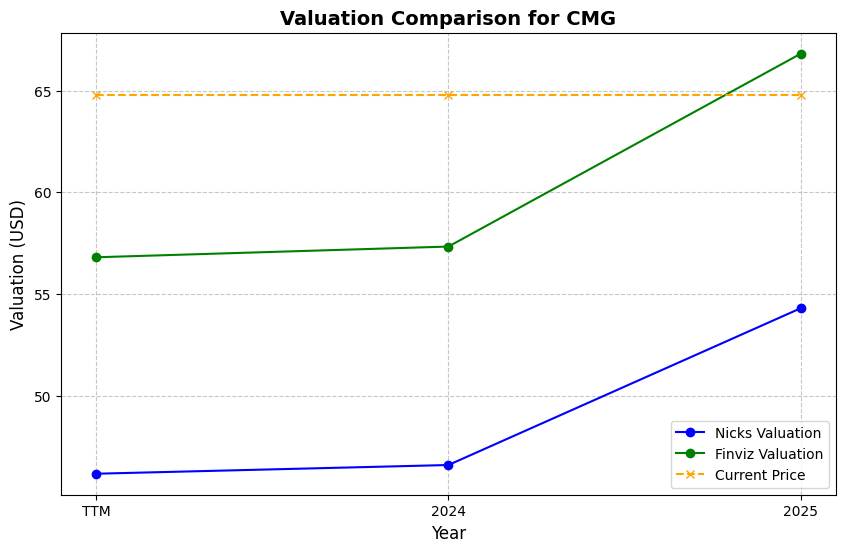 Valuation Comparison for CMG
Valuation (USD)
65
60
55
50
TTM
2024
2025
Year
Nicks Valuation
Finviz Valuation
Current Price